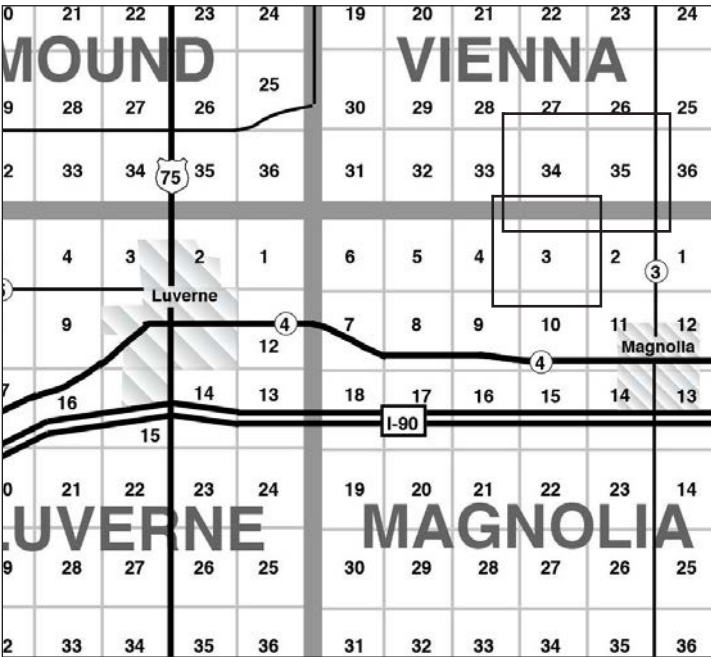 0 21 22 23 24 19 20 21 22 23 24
MOUND VIENNA
25
9 28 27 26 30 29 28 27 26 25
2 33 34 75 35 36 31 32 33 34 35 36
4 3 2 1 6 5 4 3 2 1
3
Luverne
9 4 7 8 9 10 11 12
12 Magnolia
4
7 16 14 13 18 17 16 15 14 13
I-90
15
0 21 22 23 24 19 20 21 22 23 14
LUVERNE MAGNOLIA
9 28 27 26 25 30 29 28 27 26 25
2 33 34 35 36 31 32 33 34 35 36